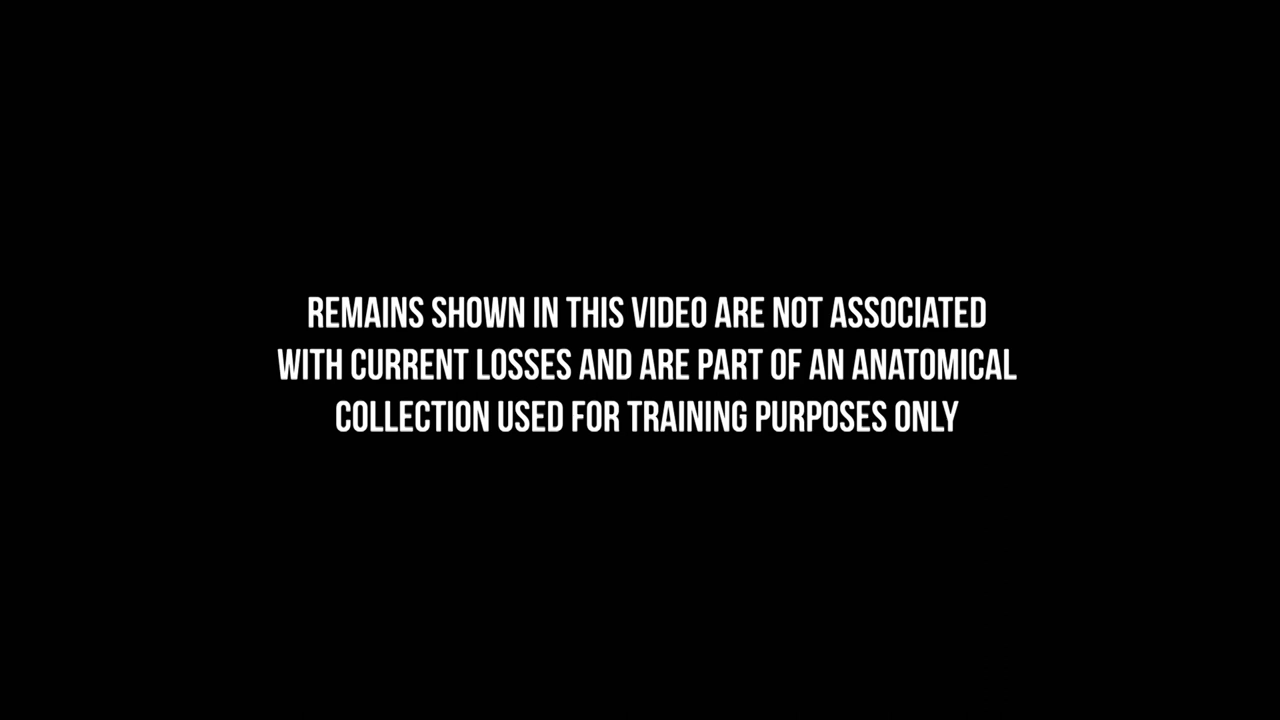 REMAINS SHOWN IN THIS VIDEO ARE NOT ASSOCIATED
WITH CURRENT LOSSES AND ARE PART OF AN ANATOMICAL
COLLECTION USED FOR TRAINING PURPOSES ONLY